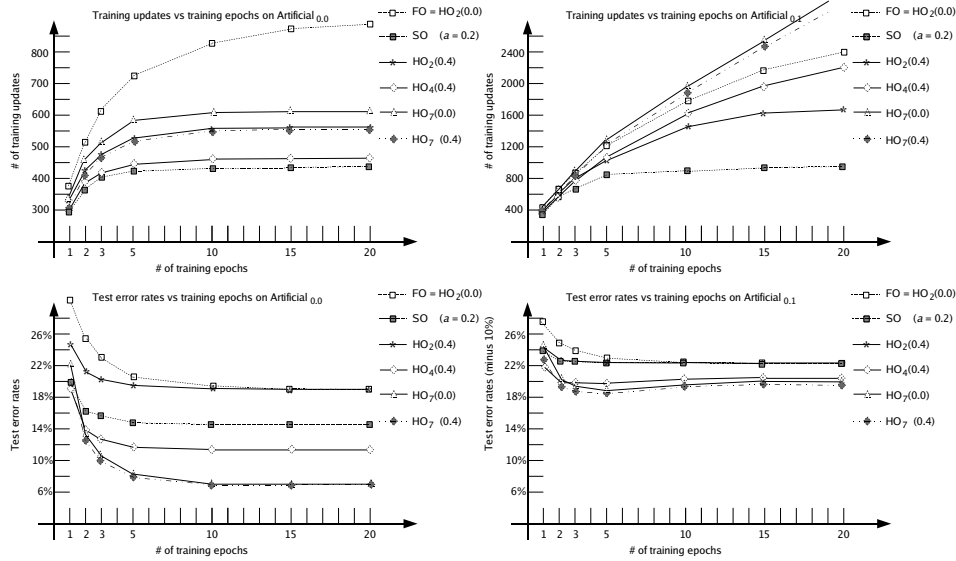 Training updates vs training epochs on Artificial 0.0
# of training updates
800
700
600
500
400
300
1 2 3 5 10 15 20
# of training epochs
FO = HO2(0.0)
SO (a = 0.2)
HO2(0.4)
HO4(0.4)
HO7(0.0)
HO7 (0.4)
Training updates vs training epochs on Artificial 0.1
# of training updates
2400
2000
1600
1200
800
400
1 2 3 5 10 15 20
# of training epochs
FO = HO2(0.0)
SO (a = 0.2)
HO2(0.4)
HO4(0.4)
HO7(0.0)
HO7(0.4)
Test error rates vs training epochs on Artificial 0.0
Test error rates
26%
22%
18%
14%
10%
6%
1 2 3 5 10 15 20
# of training epochs
FO = HO2(0.0)
SO (a = 0.2)
HO2(0.4)
HO4(0.4)
HO7(0.0)
HO7 (0.4)
Test error rates vs training epochs on Artificial 0.1
Test error rates (minus 10%)
26%
22%
18%
14%
10%
6%
1 2 3 5 10 15 20
# of training epochs
FO = HO2(0.0)
SO (a = 0.2)
HO2(0.4)
HO4(0.4)
HO7(0.0)
HO7 (0.4)